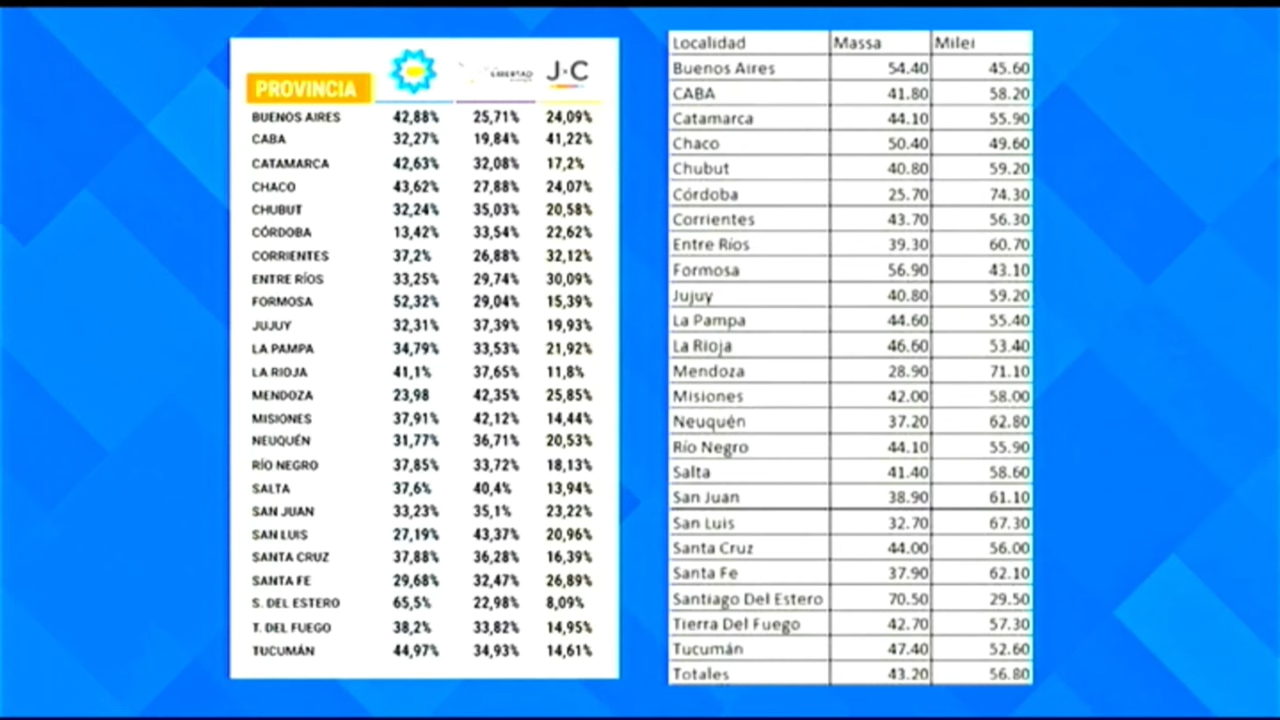 PROVINCIA LIBERTAD J C
BUENOS AIRES 42,88% 25,71% 24,09%
CABA 32,27% 19,84% 41,22%
CATAMARCA 42,63% 32,08% 17,2%
CHACO 43,62% 27,88% 24,07%
CHUBUT 32,24% 35,03% 20,58%
CÓRDOBA 13,42% 33,54% 22,62%
CORRIENTES 37,2% 26,88% 32,12%
ENTRE RÍOS 33,25% 29,74% 30,09%
FORMOSA 52,32% 29,04% 15,39%
JUJUY 32,31% 37,39% 19,93%
LA PAMPA 34,79% 33,53% 21,92%
LA RIOJA 41,1% 37,65% 11,8%
MENDOZA 23,98 42,35% 25,85%
MISIONES 37,91% 42,12% 14,44%
NEUQUÉN 31,77% 36,71% 20,53%
RÍO NEGRO 37,85% 33,72% 18,13%
SALTA 37,6% 40,4% 13,94%
SAN JUAN 33,23% 35,1% 23,22%
SAN LUIS 27,19% 43,37% 20,96%
SANTA CRUZ 37,88% 36,28% 16,39%
SANTA FE 29,68% 32,47% 26,89%
S. DEL ESTERO 65,5% 22,98% 8,09%
T. DEL FUEGO 38,2% 33,82% 14,95%
TUCUMÁN 44,97% 34,93% 14,61%
Localidad Massa Milei
Buenos Aires 54.40 45.60
CABA 41.80 58.20
Catamarca 44.10 55.90
Chaco 50.40 49.60
Chubut 40.80 59.20
Córdoba 25.70 74.30
Corrientes 43.70 56.30
Entre Ríos 39.30 60.70
Formosa 56.90 43.10
Jujuy 40.80 59.20
La Pampa 44.60 55.40
La Rioja 46.60 53.40
Mendoza 28.90 71.10
Misiones 42.00 58.00
Neuquén 37.20 62.80
Río Negro 44.10 55.90
Salta 41.40 58.60
San Juan 38.90 61.10
San Luis 32.70 67.30
Santa Cruz 44.00 56.00
Santa Fe 37.90 62.10
Santiago Del Estero 70.50 29.50
Tierra Del Fuego 42.70 57.30
Tucumán 47.40 52.60
Totales 43.20 56.80